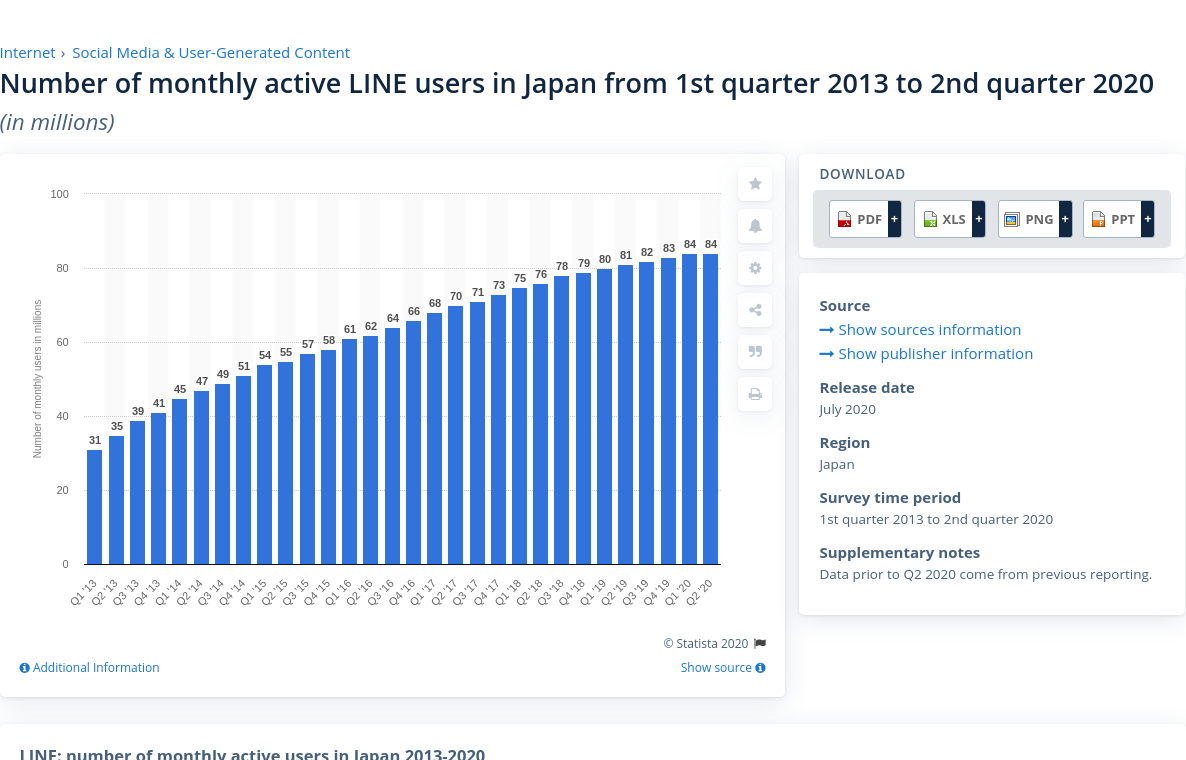 Internet › Social Media & User-Generated Content
Number of monthly active LINE users in Japan from 1st quarter 2013 to 2nd quarter 2020
(in millions)
Number of monthly users in millions
100
80
60
40
20
0
31 35 39 41 45 47 49 51 54 55 57 58 61 62 64 66 68 70 71 73 75 76 78 79 80 81 82 83 84 84
Q1 '13 Q2 '13 Q3 '13 Q4 '13 Q1 '14 Q2 '14 Q3 '14 Q4 '14 Q1 '15 Q2 '15 Q3 '15 Q4 '15 Q1 '16 Q2 '16 Q3 '16 Q4 '16 Q1 '17 Q2 '17 Q3 '17 Q4 '17 Q1 '18 Q2 '18 Q3 '18 Q4 '18 Q1 '19 Q2 '19 Q3 '19 Q4 '19 Q1 '20 Q2 '20
© Statista 2020
Additional Information
Show source
DOWNLOAD
PDF + XLS + PNG + PPT +
Source
Show sources information
Show publisher information
Release date
July 2020
Region
Japan
Survey time period
1st quarter 2013 to 2nd quarter 2020
Supplementary notes
Data prior to Q2 2020 come from previous reporting.
LINE: number of monthly active users in Japan 2013-2020